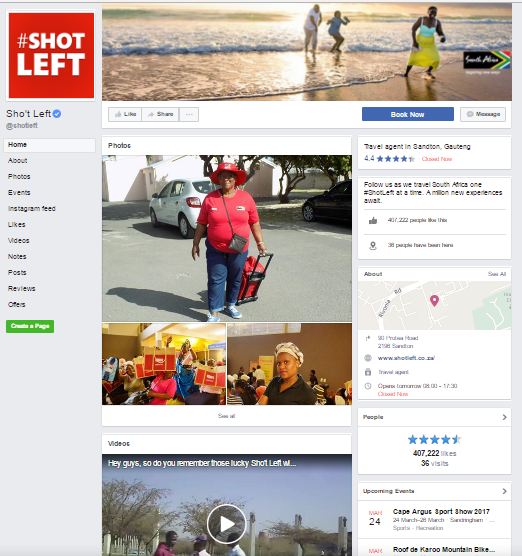 #SHOT
LEFT
South Africa
Sho't Left
@shotleft
Like
Share
...
Book Now
Message
Home
About
Photos
Events
Instagram feed
Likes
Videos
Notes
Posts
Reviews
Offers
Create a Page
Photos
See all
Videos
Hey guys, so do you remember those lucky Sho't Left wi...
Travel agent in Sandton, Gauteng
4.4
Closed Now
Follow us as we travel South Africa one
#ShotLeft at a time. A milion new experiences
await.
407,222 people like this
36 people have been here
About
See All
Rivonia Rd
90 Protea Road
2196 Sandton
www.shotleft.co.za/
Travel agent
Opens tomorrow 08:00 - 17:30
Closed Now
People
407,222 likes
36 visits
Upcoming Events
MAR
24
Cape Argus Sport Show 2017
24 March-26 March · Sandringham · ...
Sports - Recreation
MAR
Roof de Karoo Mountain Bike...